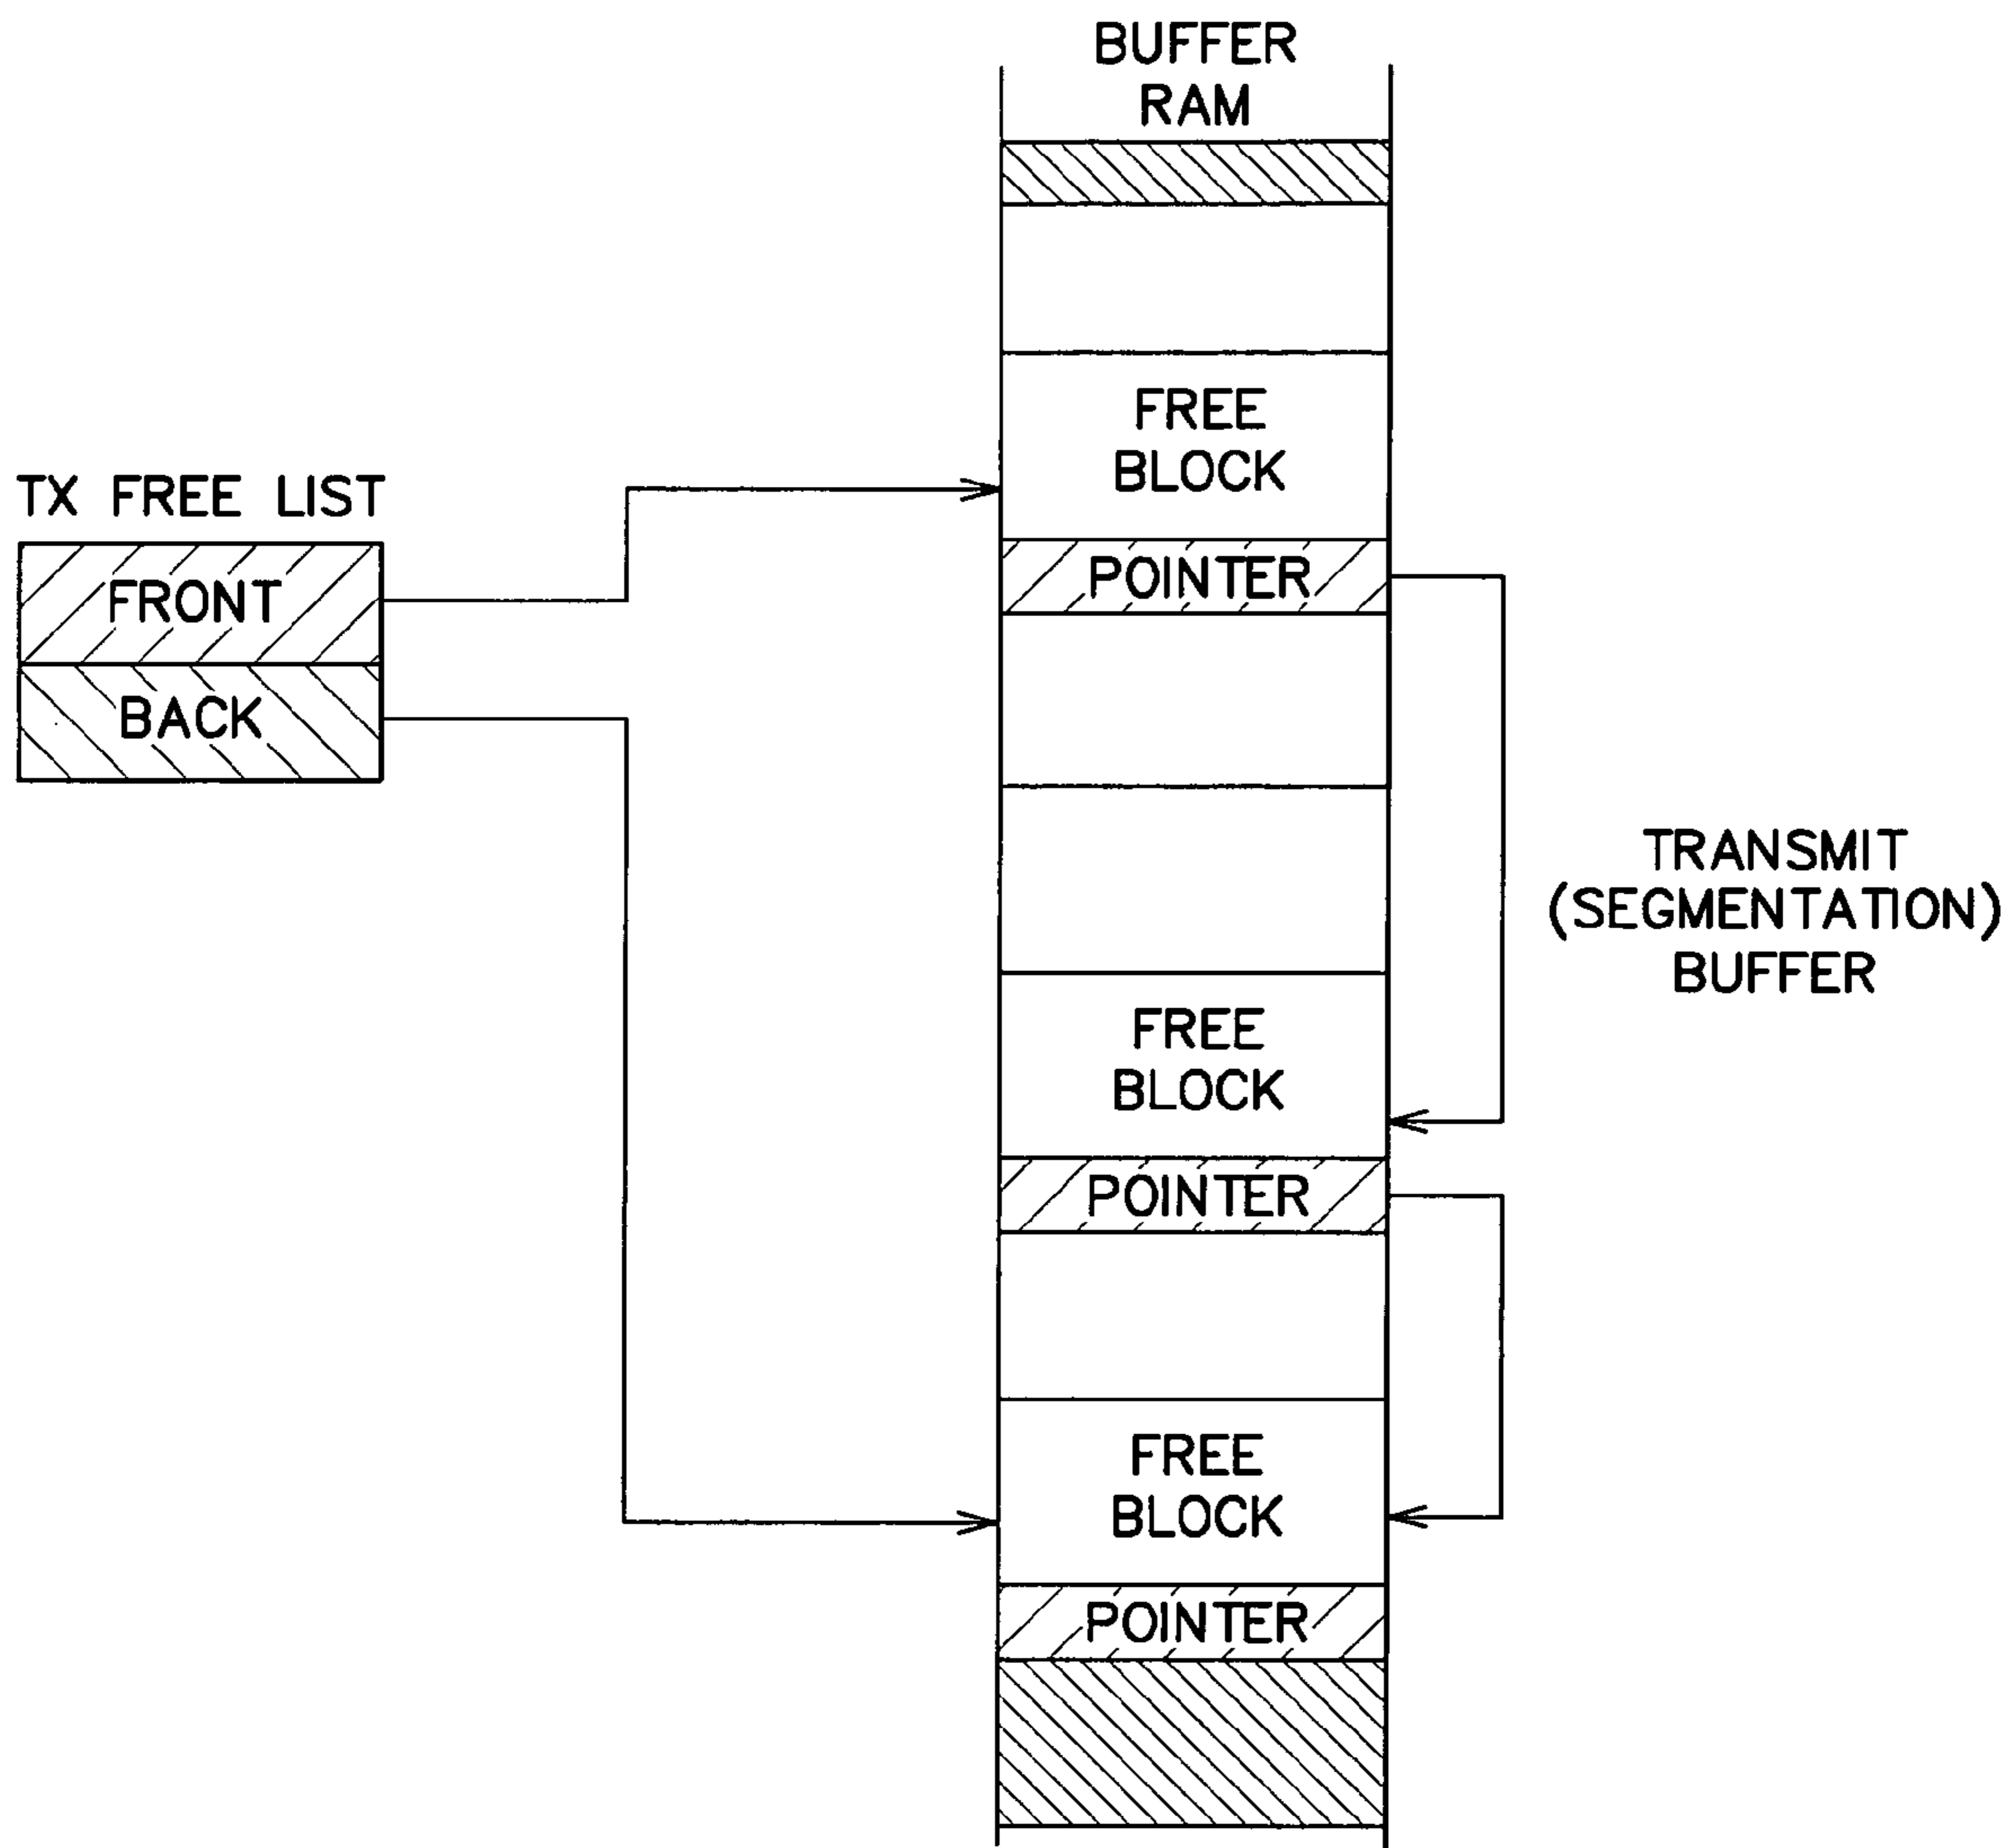 BUFFER
RAM
FREE
BLOCK
POINTER
TX FREE LIST
FRONT
BACK
TRANSMIT
(SEGMENTATION)
BUFFER
FREE
BLOCK
POINTER
FREE
BLOCK
POINTER